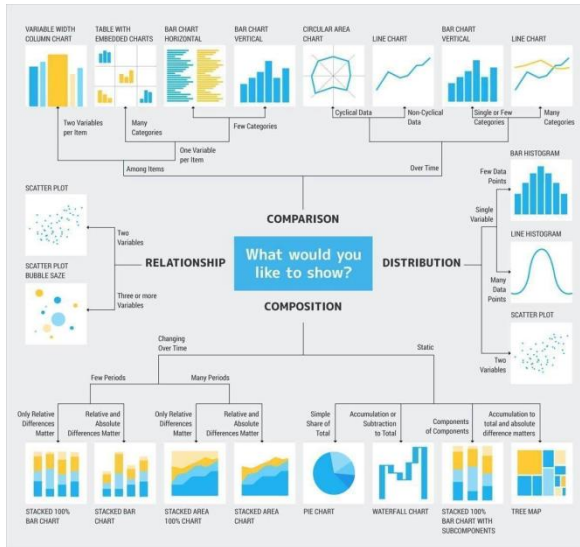 VARIABLE WIDTH
COLUMN CHART
TABLE WITH
EMBEDDED CHARTS
BAR CHART
HORIZONTAL
BAR CHART
VERTICAL
CIRCULAR AREA
CHART
LINE CHART
BAR CHART
VERTICAL
LINE CHART
Two Variables
per Item
Many
Categories
Few Categories
One Variable
per Item
Among Items
Cyclical Data
Non-Cyclical
Data
Single or Few
Categories
Many
Categories
Over Time
COMPARISON
What would you
like to show?
RELATIONSHIP
SCATTER PLOT
Two
Variables
SCATTER PLOT
BUBBLE SAZE
Three or more
Variables
DISTRIBUTION
BAR HISTOGRAM
Few Data
Points
Single
Variable
LINE HISTOGRAM
Many
Data
Points
SCATTER PLOT
Two
Variables
COMPOSITION
Changing
Over Time
Static
Few Periods
Many Periods
Only Relative
Differences
Matter
Relative and
Absolute
Differences Matter
Only Relative
Differences
Matter
Relative and
Absolute
Differences Matter
Simple
Share of
Total
Accumulation or
Subtraction
to Total
Components
of Components
Accumulation to
total and absolute
difference matters
STACKED 100%
BAR CHART
STACKED BAR
CHART
STACKED AREA
100% CHART
STACKED AREA
CHART
PIE CHART
WATERFALL CHART
STACKED 100%
BAR CHART WITH
SUBCOMPONENTS
TREE MAP